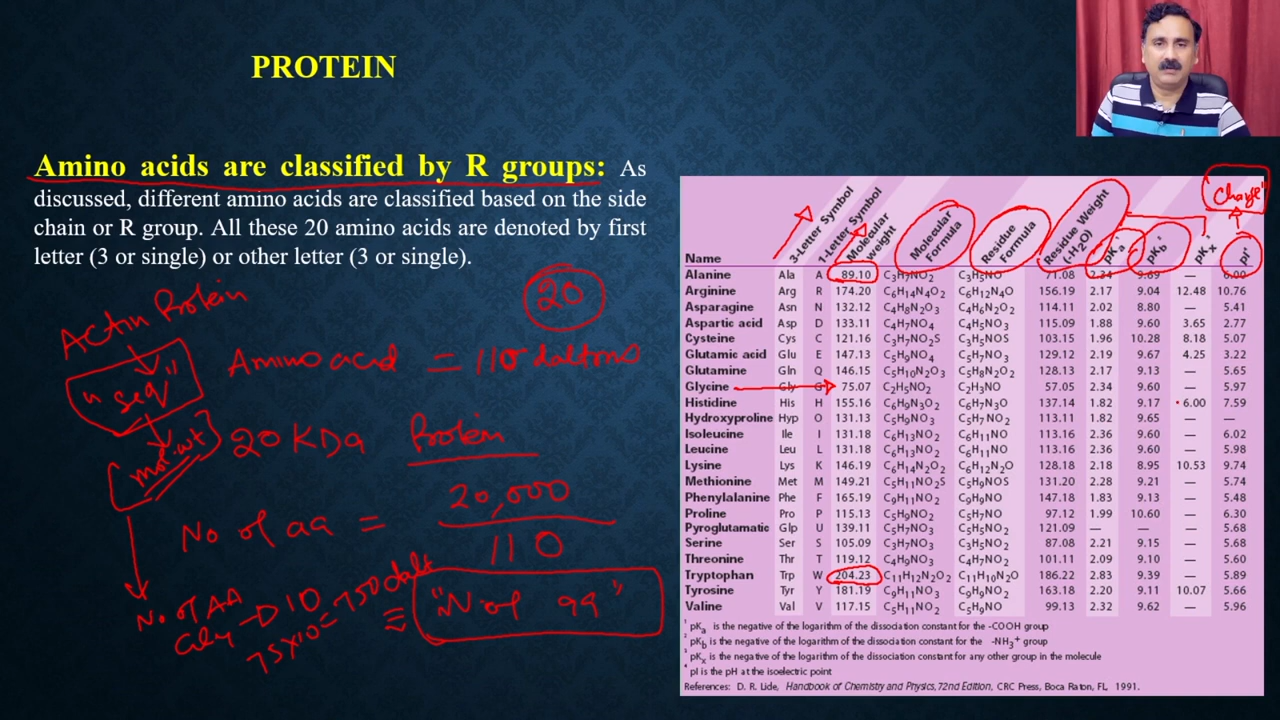 PROTEIN
Amino acids are classified by R groups: As
discussed, different amino acids are classified based on the side
chain or R group. All these 20 amino acids are denoted by first
letter (3 or single) or other letter (3 or single).
20
Actin Protein
"seq"
mol.wt
Amino acid = 110 daltons
20 KDa Protein
No of aa = 20,000
110
≡ "N of aa"
No of AA
Gly → 10
75x10 = 750 dalt
"Charge"
Name 3-Letter Symbol 1-Letter Symbol Molecular Weight Molecular Formula Residue Formula Residue Weight (-H2O) pKa¹ pKb² pKx³ pI⁴
Alanine Ala A 89.10 C3H7NO2 C3H5NO 71.08 2.34 9.69 — 6.00
Arginine Arg R 174.20 C6H14N4O2 C6H12N4O 156.19 2.17 9.04 12.48 10.76
Asparagine Asn N 132.12 C4H8N2O3 C4H6N2O2 114.11 2.02 8.80 — 5.41
Aspartic acid Asp D 133.11 C4H7NO4 C4H5NO3 115.09 1.88 9.60 3.65 2.77
Cysteine Cys C 121.16 C3H7NO2S C3H5NOS 103.15 1.96 10.28 8.18 5.07
Glutamic acid Glu E 147.13 C5H9NO4 C5H7NO3 129.12 2.19 9.67 4.25 3.22
Glutamine Gln Q 146.15 C5H10N2O3 C5H8N2O2 128.13 2.17 9.13 — 5.65
Glycine Gly G 75.07 C2H5NO2 C2H3NO 57.05 2.34 9.60 — 5.97
Histidine His H 155.16 C6H9N3O2 C6H7N3O 137.14 1.82 9.17 6.00 7.59
Hydroxyproline Hyp O 131.13 C5H9NO3 C5H7NO2 113.11 1.82 9.65 — —
Isoleucine Ile I 131.18 C6H13NO2 C6H11NO 113.16 2.36 9.60 — 6.02
Leucine Leu L 131.18 C6H13NO2 C6H11NO 113.16 2.36 9.60 — 5.98
Lysine Lys K 146.19 C6H14N2O2 C6H12N2O 128.18 2.18 8.95 10.53 9.74
Methionine Met M 149.21 C5H11NO2S C5H9NOS 131.20 2.28 9.21 — 5.74
Phenylalanine Phe F 165.19 C9H11NO2 C9H9NO 147.18 1.83 9.13 — 5.48
Proline Pro P 115.13 C5H9NO2 C5H7NO 97.12 1.99 10.60 — 6.30
Pyroglutamatic Glp U 139.11 C5H7NO3 C5H5NO2 121.09 — — — 5.68
Serine Ser S 105.09 C3H7NO3 C3H5NO2 87.08 2.21 9.15 — 5.68
Threonine Thr T 119.12 C4H9NO3 C4H7NO2 101.11 2.09 9.10 — 5.60
Tryptophan Trp W 204.23 C11H12N2O2 C11H10N2O 186.22 2.83 9.39 — 5.89
Tyrosine Tyr Y 181.19 C9H11NO3 C9H9NO2 163.18 2.20 9.11 10.07 5.66
Valine Val V 117.15 C5H11NO2 C5H9NO 99.13 2.32 9.62 — 5.96
¹ pKa is the negative of the logarithm of the dissociation constant for the -COOH group
² pKb is the negative of the logarithm of the dissociation constant for the -NH3+ group
³ pKx is the negative of the logarithm of the dissociation constant for any other group in the molecule
⁴ pI is the pH at the isoelectric point
References: D. R. Lide, Handbook of Chemistry and Physics, 72nd Edition, CRC Press, Boca Raton, FL, 1991.